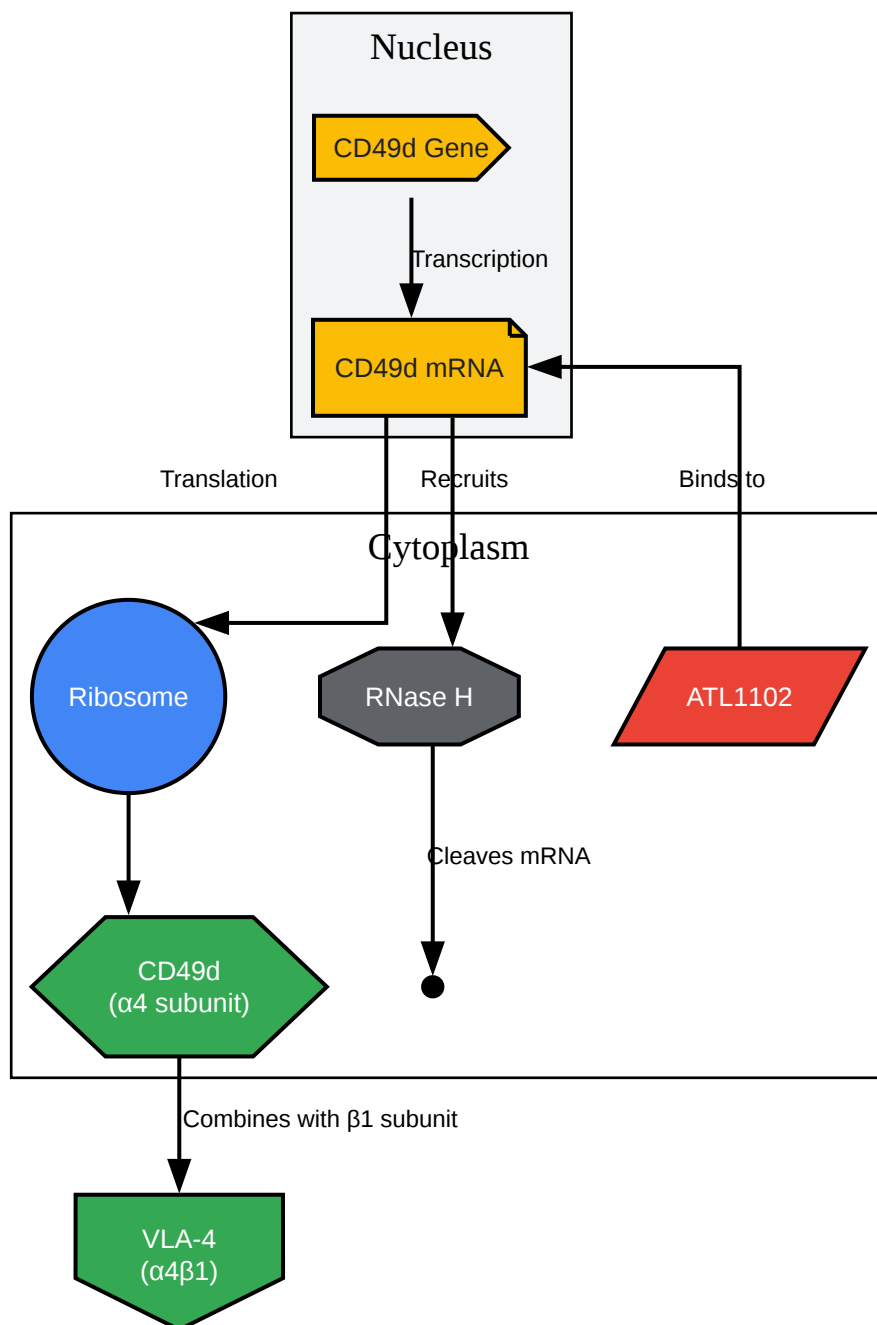 Nucleus
CD49d Gene
Transcription
CD49d mRNA
Translation
Recruits
Binds to
Cytoplasm
Ribosome
RNase H
ATL1102
Cleaves mRNA
CD49d
(α4 subunit)
Combines with β1 subunit
VLA-4
(α4β1)